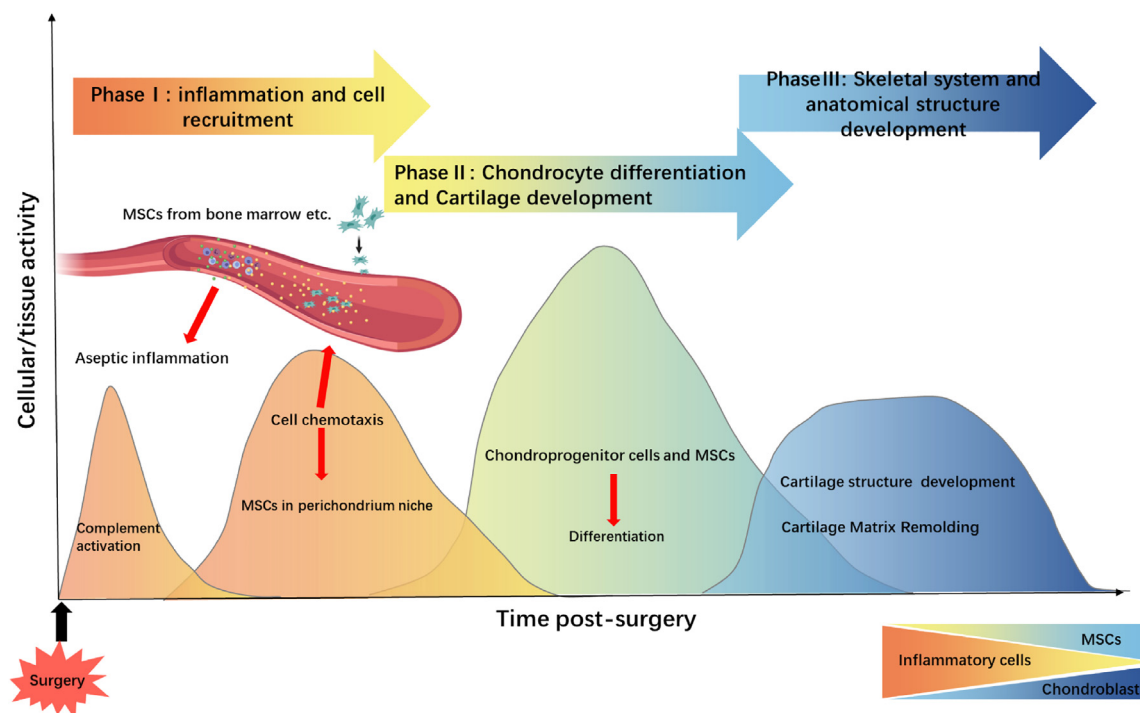 Phase I : inflammation and cell
recruitment
Phase II : Chondrocyte differentiation
and Cartilage development
Phase III: Skeletal system and
anatomical structure
development
MSCs from bone marrow etc.
Aseptic inflammation
Cell chemotaxis
MSCs in perichondrium niche
Complement
activation
Chondroprogenitor cells and MSCs
Differentiation
Cartilage structure development
Cartilage Matrix Remolding
Cellular/tissue activity
Time post-surgery
Surgery
MSCs
Inflammatory cells
Chondroblast